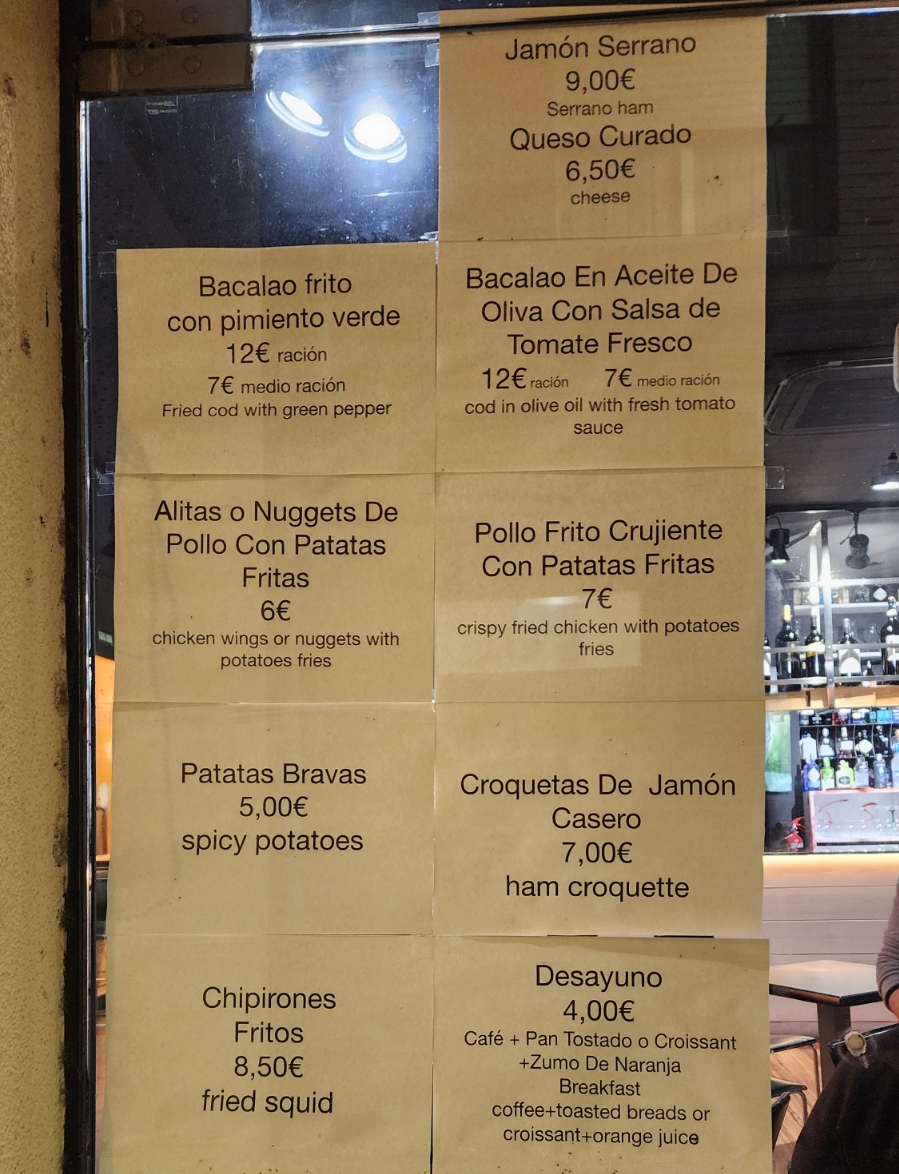 Jamón Serrano
9,00€
Serrano ham
Queso Curado
6,50€
cheese
Bacalao frito
con pimiento verde
12€ ración
7€ medio ración
Fried cod with green pepper
Bacalao En Aceite De
Oliva Con Salsa de
Tomate Fresco
12€ ración 7€ medio ración
cod in olive oil with fresh tomato
sauce
Alitas o Nuggets De
Pollo Con Patatas
Fritas
6€
chicken wings or nuggets with
potatoes fries
Pollo Frito Crujiente
Con Patatas Fritas
7€
crispy fried chicken with potatoes
fries
Patatas Bravas
5,00€
spicy potatoes
Croquetas De Jamón
Casero
7,00€
ham croquette
Chipirones
Fritos
8,50€
fried squid
Desayuno
4,00€
Café + Pan Tostado o Croissant
+Zumo De Naranja
Breakfast
coffee+toasted breads or
croissant+orange juice